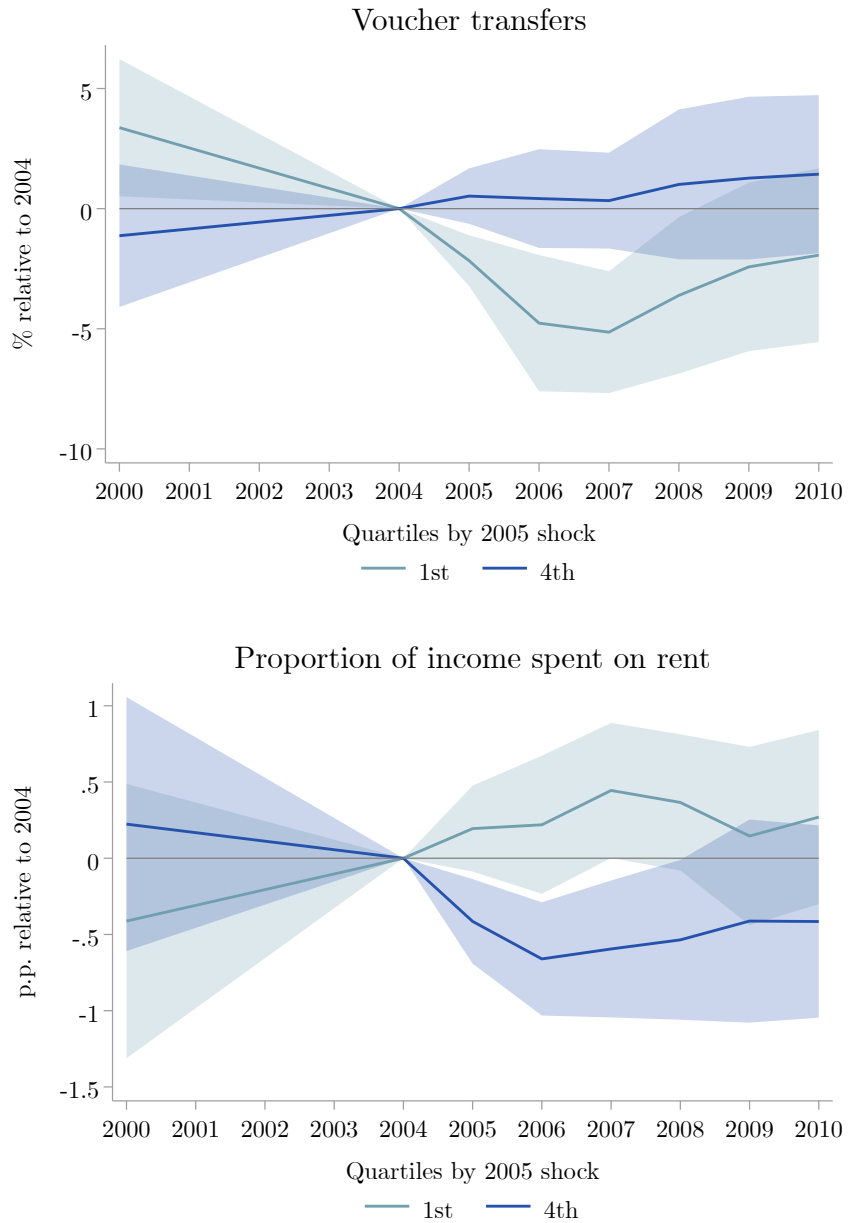 Voucher transfers
% relative to 2004
5
0
-5
-10
2000 2001 2002 2003 2004 2005 2006 2007 2008 2009 2010
Quartiles by 2005 shock
1st 4th
Proportion of income spent on rent
p.p. relative to 2004
1
.5
0
-.5
-1
-1.5
2000 2001 2002 2003 2004 2005 2006 2007 2008 2009 2010
Quartiles by 2005 shock
1st 4th